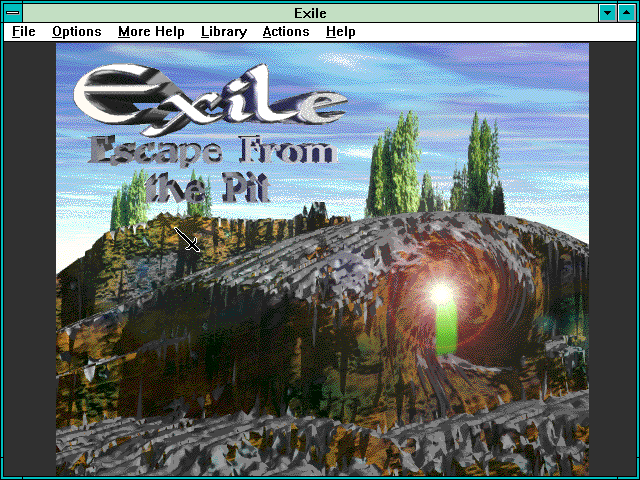 Exile
File Options More Help Library Actions Help
Exile
Escape From
the Pit